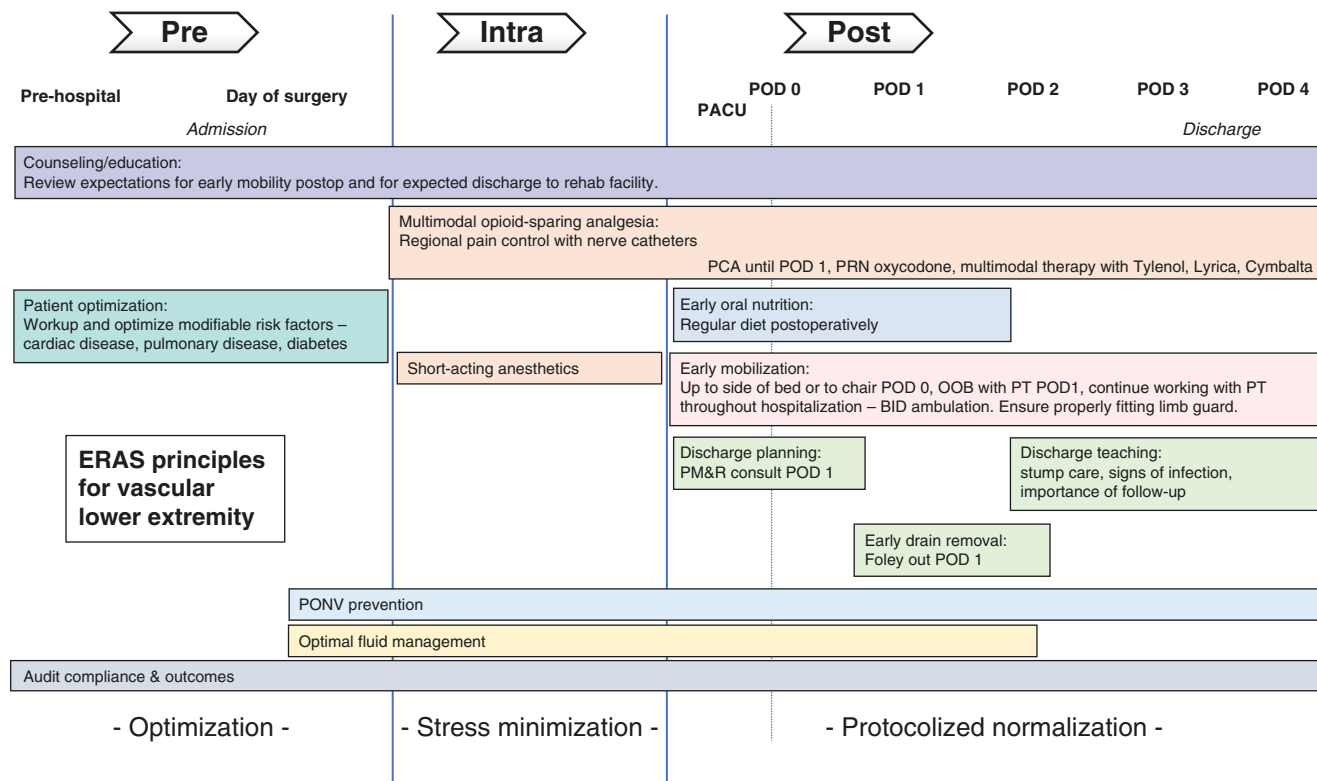 Pre
Intra
Post
Pre-hospital
Day of surgery
Admission
PACU
POD 0
POD 1
POD 2
POD 3
POD 4
Discharge
Counseling/education:
Review expectations for early mobility postop and for expected discharge to rehab facility.
Multimodal opioid-sparing analgesia:
Regional pain control with nerve catheters
PCA until POD 1, PRN oxycodone, multimodal therapy with Tylenol, Lyrica, Cymbalta
Patient optimization:
Workup and optimize modifiable risk factors –
cardiac disease, pulmonary disease, diabetes
Early oral nutrition:
Regular diet postoperatively
Short-acting anesthetics
Early mobilization:
Up to side of bed or to chair POD 0, OOB with PT POD1, continue working with PT
throughout hospitalization – BID ambulation. Ensure properly fitting limb guard.
ERAS principles
for vascular
lower extremity
Discharge planning:
PM&R consult POD 1
Discharge teaching:
stump care, signs of infection,
importance of follow-up
Early drain removal:
Foley out POD 1
PONV prevention
Optimal fluid management
Audit compliance & outcomes
- Optimization -
- Stress minimization -
- Protocolized normalization -